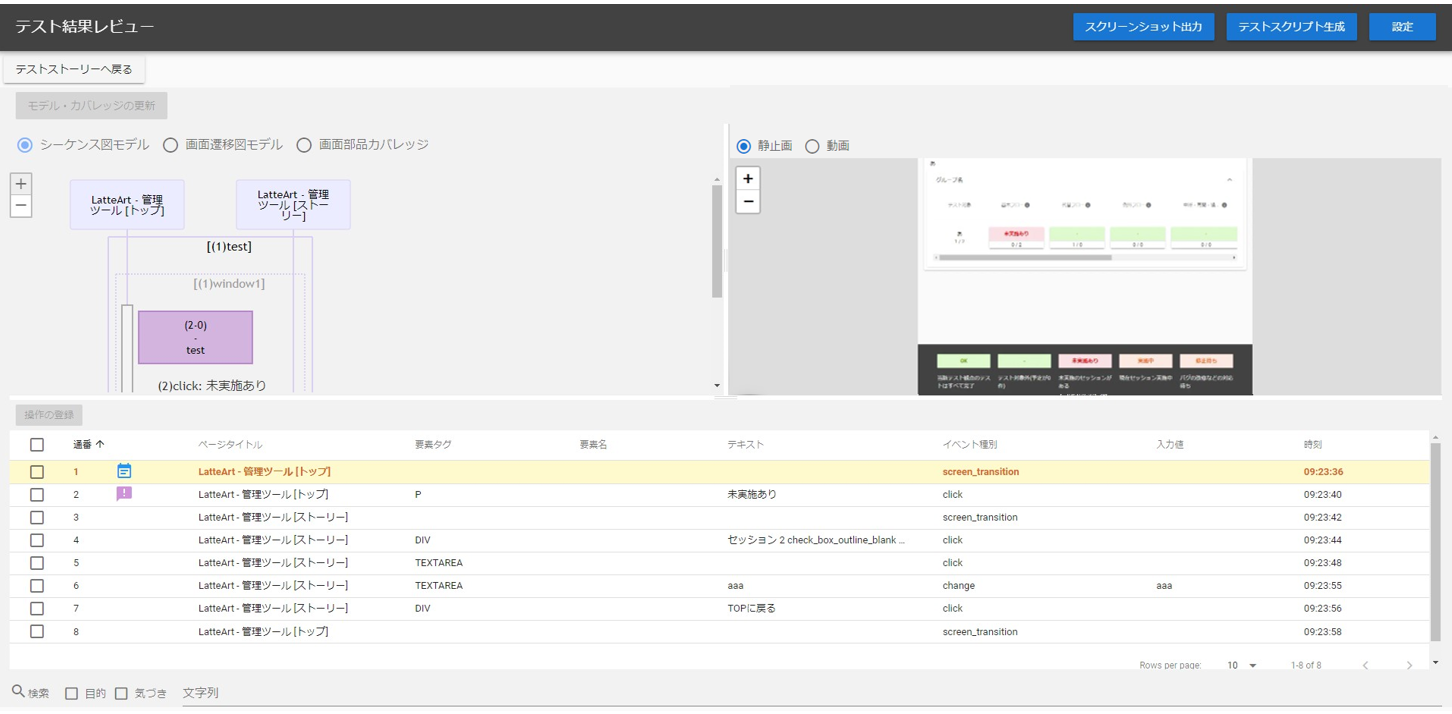 テスト結果レビュー
スクリーンショット出力
テストスクリプト生成
設定
テストストーリーへ戻る
モデル・カバレッジの更新
シーケンス図モデル 画面遷移図モデル 画面部品カバレッジ
静止画 動画
+
−
LatteArt - 管理
ツール [トップ]
LatteArt - 管理
ツール [ストー
リー]
[(1)test]
[(1)window1]
(2-0)
-
test
(2)click: 未実施あり
+
−
グループ名
テスト対象
1 / 2
未実施あり
0 / 2
-
1 / 0
-
0 / 0
-
0 / 0
OK
-
未実施あり
操作の登録
通番 ページタイトル 要素タグ 要素名 テキスト イベント種別 入力値 時刻
1 LatteArt - 管理ツール [トップ] screen_transition 09:23:36
2 LatteArt - 管理ツール [トップ] P 未実施あり click 09:23:40
3 LatteArt - 管理ツール [ストーリー] screen_transition 09:23:42
4 LatteArt - 管理ツール [ストーリー] DIV セッション 2 check_box_outline_blank ... click 09:23:44
5 LatteArt - 管理ツール [ストーリー] TEXTAREA click 09:23:48
6 LatteArt - 管理ツール [ストーリー] TEXTAREA aaa change aaa 09:23:55
7 LatteArt - 管理ツール [ストーリー] DIV TOPに戻る click 09:23:56
8 LatteArt - 管理ツール [トップ] screen_transition 09:23:58
Rows per page: 10 1-8 of 8
検索 目的 気づき 文字列